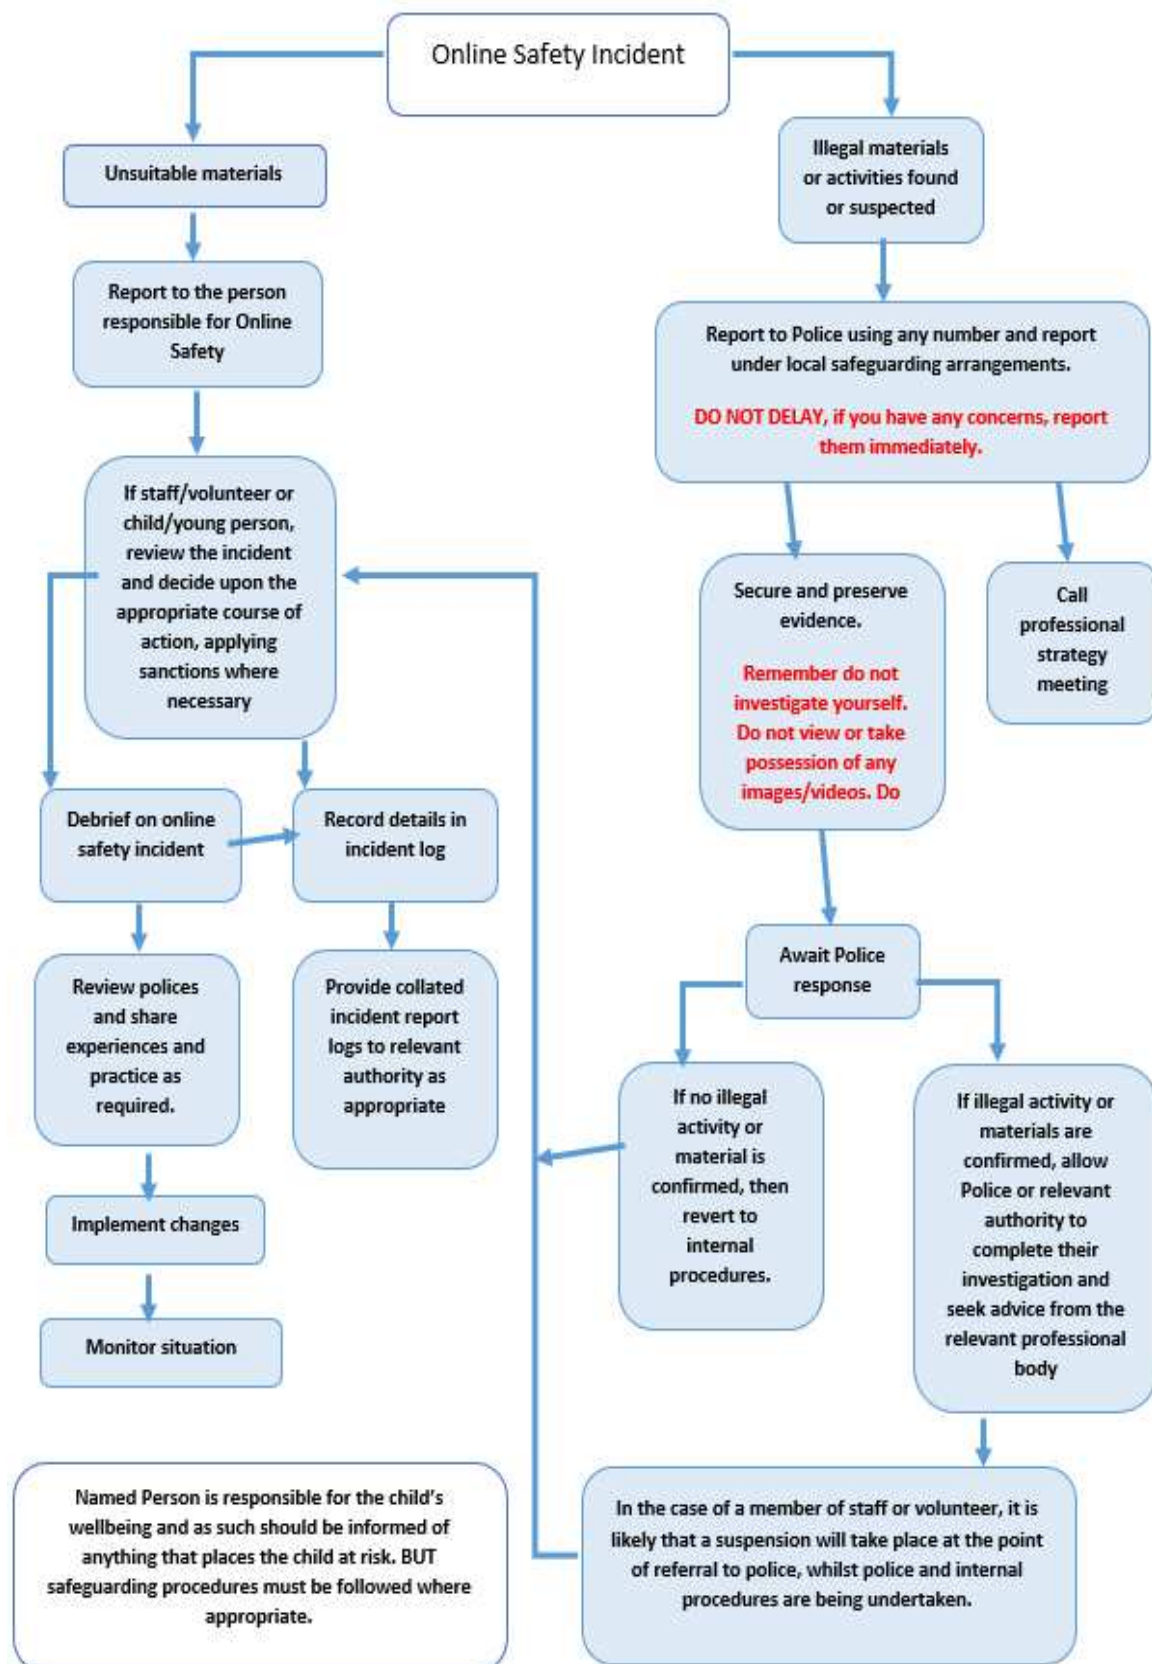 Online Safety Incident
Unsuitable materials
Illegal materials
or activities found
or suspected
Report to the person
responsible for Online
Safety
Report to Police using any number and report
under local safeguarding arrangements.
DO NOT DELAY, if you have any concerns, report
them immediately.
If staff/volunteer or
child/young person,
review the incident
and decide upon the
appropriate course of
action, applying
sanctions where
necessary
Secure and preserve
evidence.
Remember do not
investigate yourself.
Do not view or take
possession of any
images/videos. Do
Call
professional
strategy
meeting
Debrief on online
safety incident
Record details in
incident log
Review polices
and share
experiences and
practice as
required.
Provide collated
incident report
logs to relevant
authority as
appropriate
Await Police
response
If no illegal
activity or
material is
confirmed, then
revert to
internal
procedures.
If illegal activity or
materials are
confirmed, allow
Police or relevant
authority to
complete their
investigation and
seek advice from the
relevant professional
body
Implement changes
Monitor situation
Named Person is responsible for the child's
wellbeing and as such should be informed of
anything that places the child at risk. BUT
safeguarding procedures must be followed where
appropriate.
In the case of a member of staff or volunteer, it is
likely that a suspension will take place at the point
of referral to police, whilst police and internal
procedures are being undertaken.